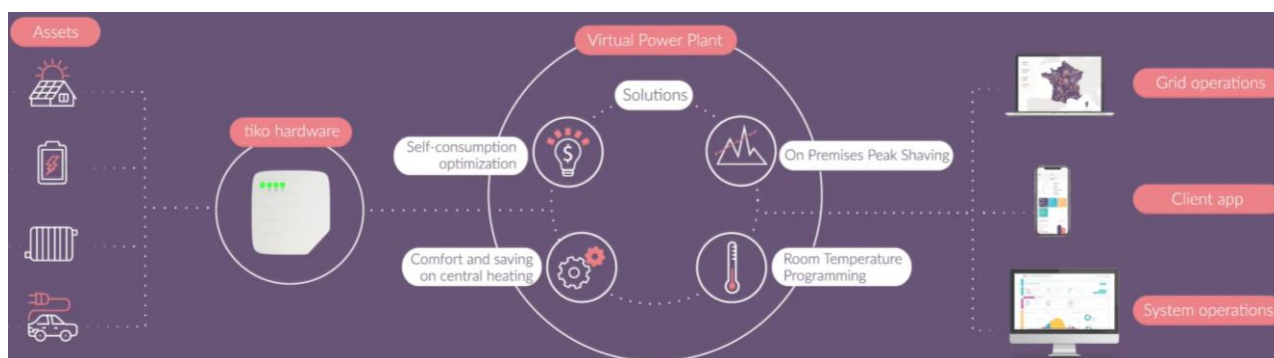 Assets
tiko hardware
Virtual Power Plant
Solutions
Self-consumption
optimization
On Premises Peak Shaving
Comfort and saving
on central heating
Room Temperature
Programming
Grid operations
Client app
System operations